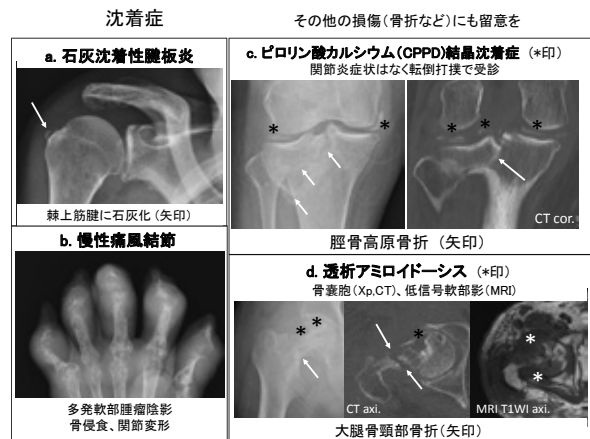 沈着症
その他の損傷(骨折など)にも留意を
a. 石灰沈着性腱板炎
棘上筋腱に石灰化(矢印)
b. 慢性痛風結節
多発軟部腫瘤陰影
骨侵食、関節変形
c. ピロリン酸カルシウム(CPPD)結晶沈着症 (*印)
関節炎症状はなく転倒打撲で受診
* * * * *
CT cor.
脛骨高原骨折 (矢印)
d. 透析アミロイドーシス (*印)
骨嚢胞(Xp,CT)、低信号軟部影(MRI)
* * * * *
CT axi.
MRI T1WI axi.
大腿骨頸部骨折(矢印)